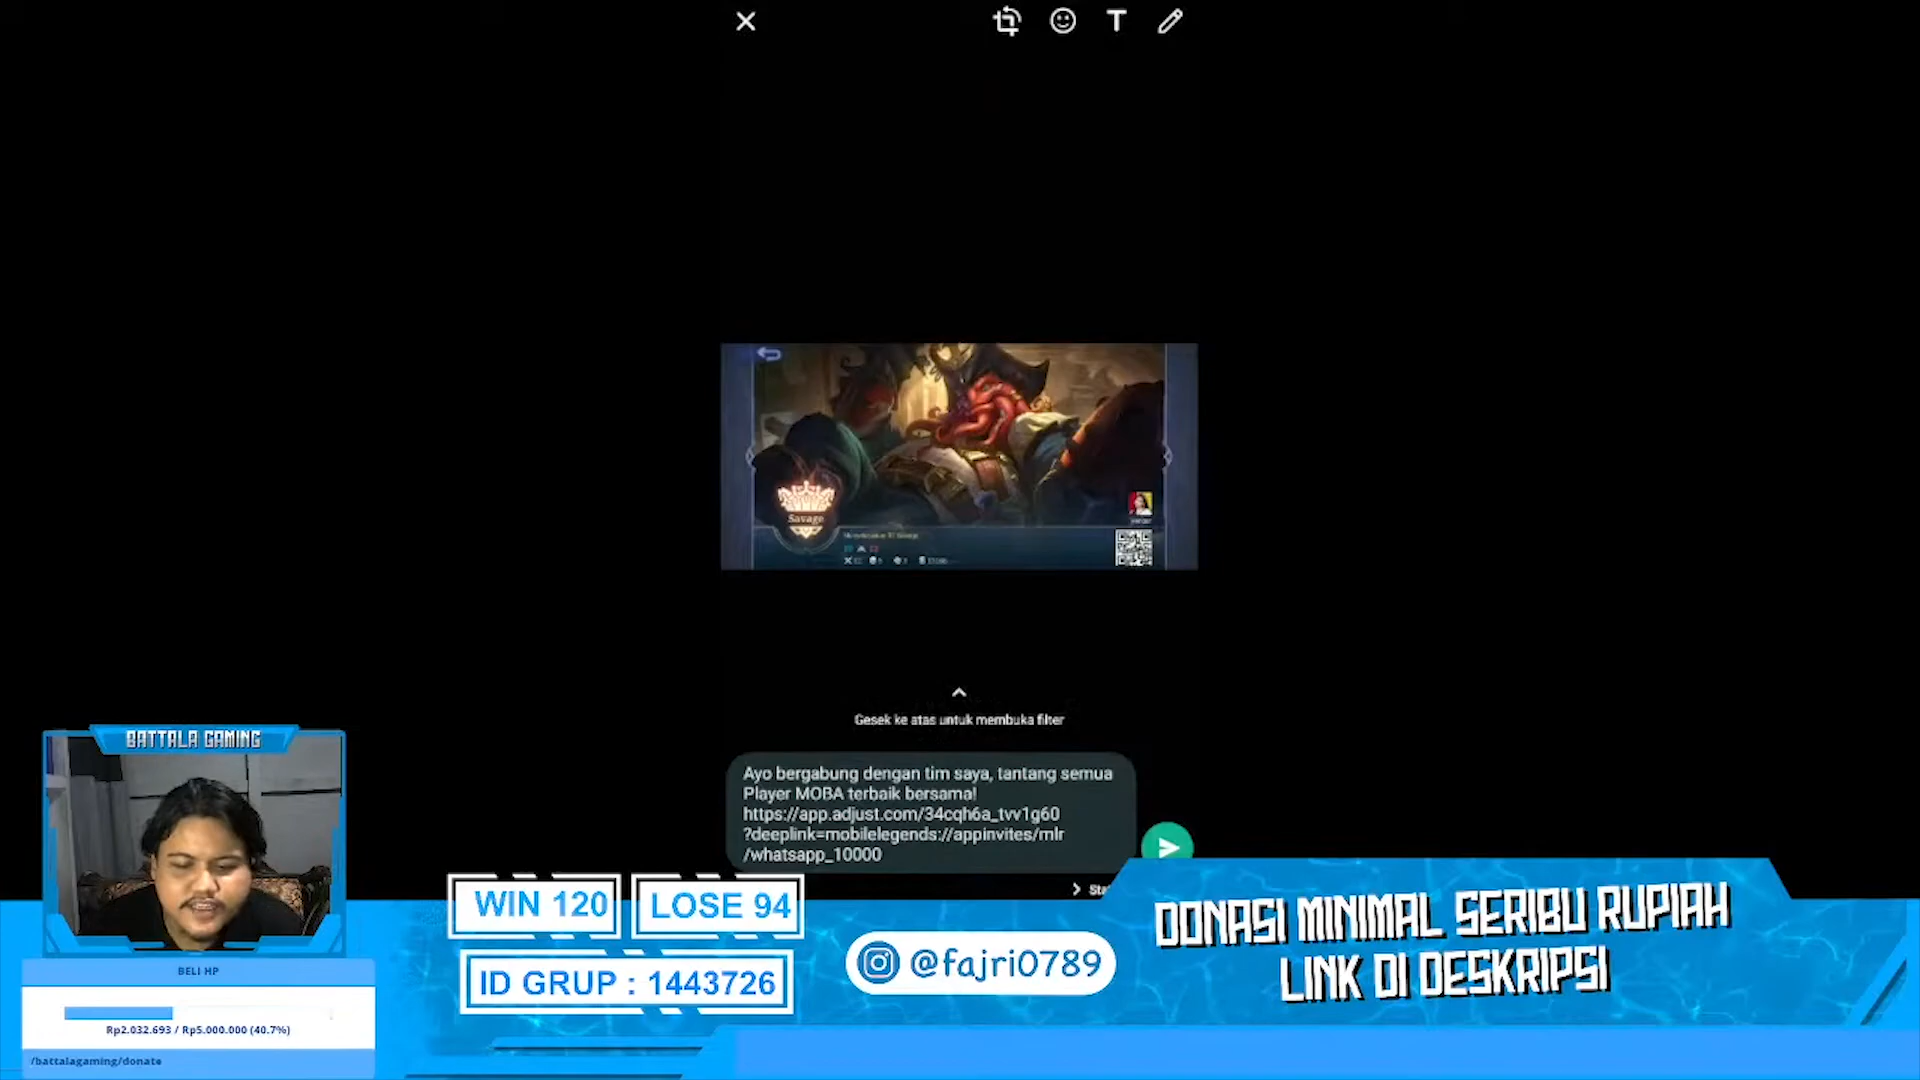 Savage
Gesek ke atas untuk membuka filter
Ayo bergabung dengan tim saya, tantang semua
Player MOBA terbaik bersama!
https://app.adjust.com/34cqh6a_tvv1g60
?deeplink=mobilelegends://appinvites/mlr
/whatsapp_10000
BATTALA GAMING
BELI HP
Rp2.032.693 / Rp5.000.000 (40.7%)
/battalagaming/donate
WIN 120
LOSE 94
ID GRUP : 1443726
@fajri0789
DONASI MINIMAL SERIBU RUPIAH
LINK DI DESKRIPSI